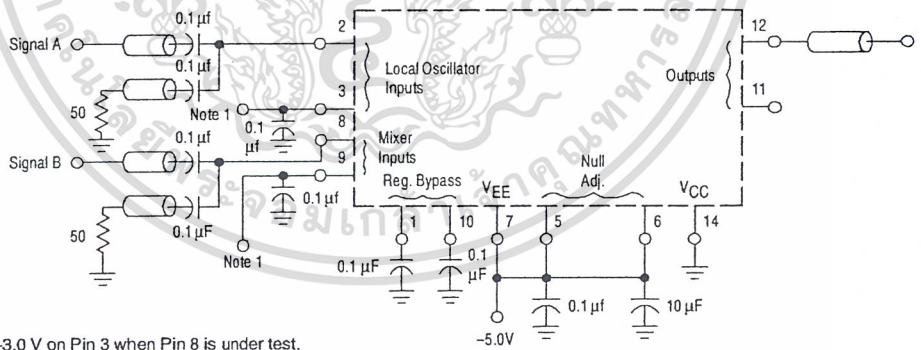 0.1 μf
Signal A
2
12
0.1 μf
Local Oscillator
Inputs
Outputs
3
11
50
Note 1
0.1
μf
8
0.1 μf
Mixer
Inputs
Signal B
9
Null
Adj.
Reg. Bypass
VEE
VCC
0.1 μf
50
0.1 μF
1
10
7
5
6
14
Note 1
0.1 μF
0.1
μF
0.1 μf
10 μF
-5.0V
-3.0 V on Pin 3 when Pin 8 is under test.